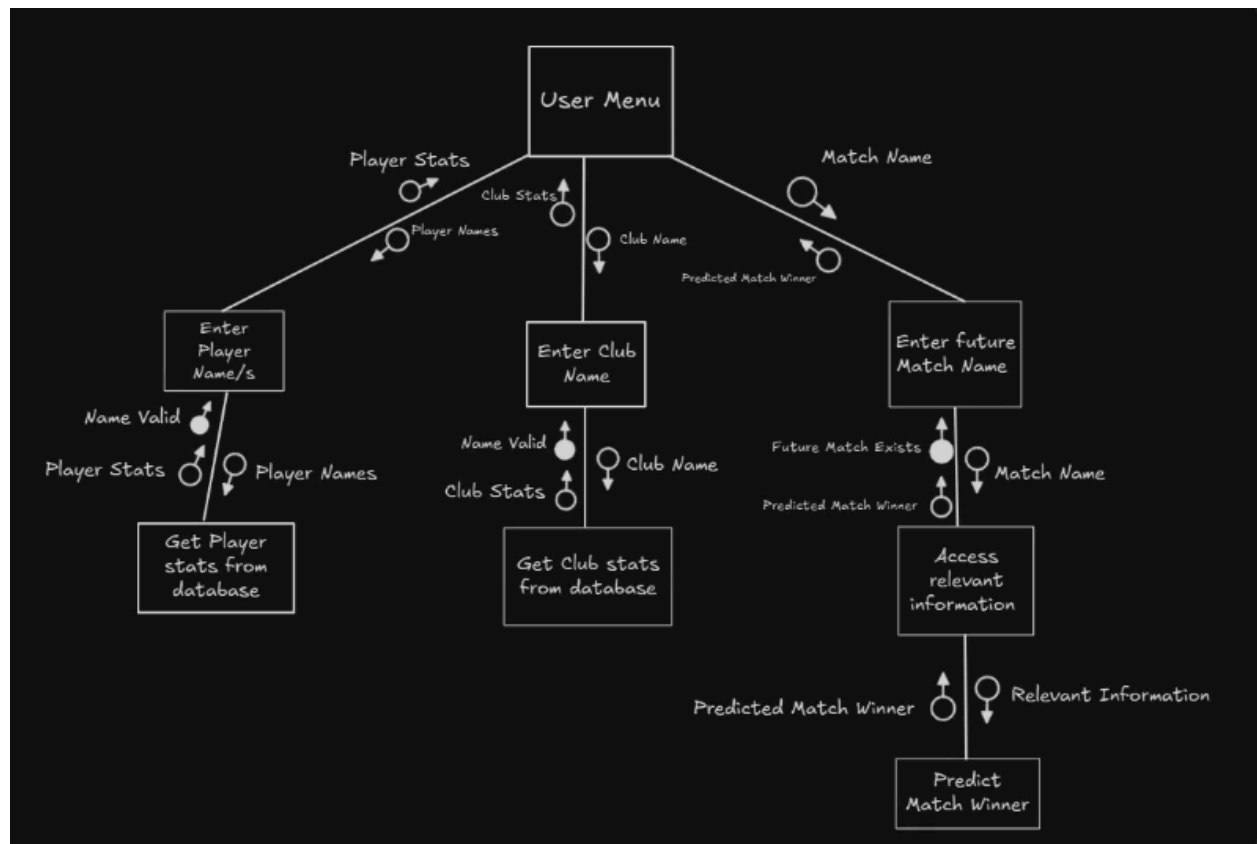 User Menu
Player Stats
Match Name
Club Stats
Player Names
Club Name
Predicted Match Winner
Enter
Player
Name/s
Enter Club
Name
Enter future
Match Name
Name Valid
Player Stats
Player Names
Name Valid
Club Stats
Club Name
Future Match Exists
Predicted Match Winner
Match Name
Get Player
stats from
database
Get Club stats
from database
Access
relevant
information
Predicted Match Winner
Relevant Information
Predict
Match Winner